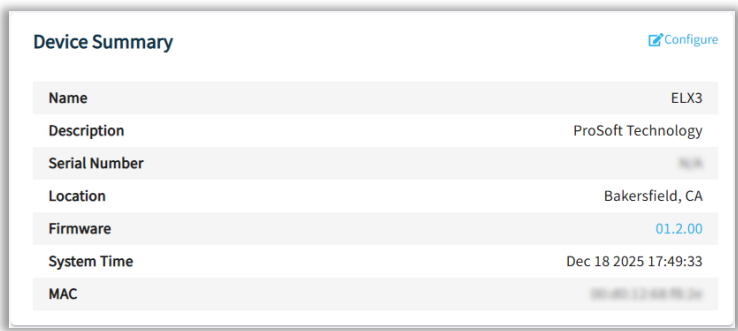 Device Summary
Configure
Name ELX3
Description ProSoft Technology
Serial Number
Location Bakersfield, CA
Firmware 01.2.00
System Time Dec 18 2025 17:49:33
MAC